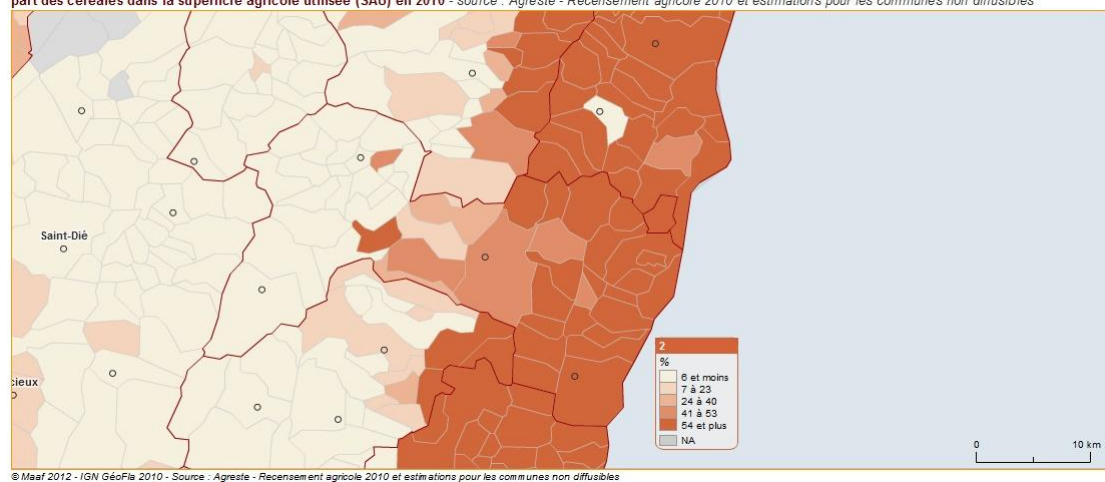 part des céréales dans la superficie agricole utilisée (SAU) en 2010 - source : Agreste - Recensement agricole 2010 et estimations pour les communes non diffusibles
Saint-Dié
cieux
2
%
6 et moins
7 à 23
24 à 40
41 à 53
54 et plus
NA
0 10 km
© Maaf 2012 - IGN GéoFla 2010 - Source : Agreste - Recensement agricole 2010 et estimations pour les communes non diffusibles